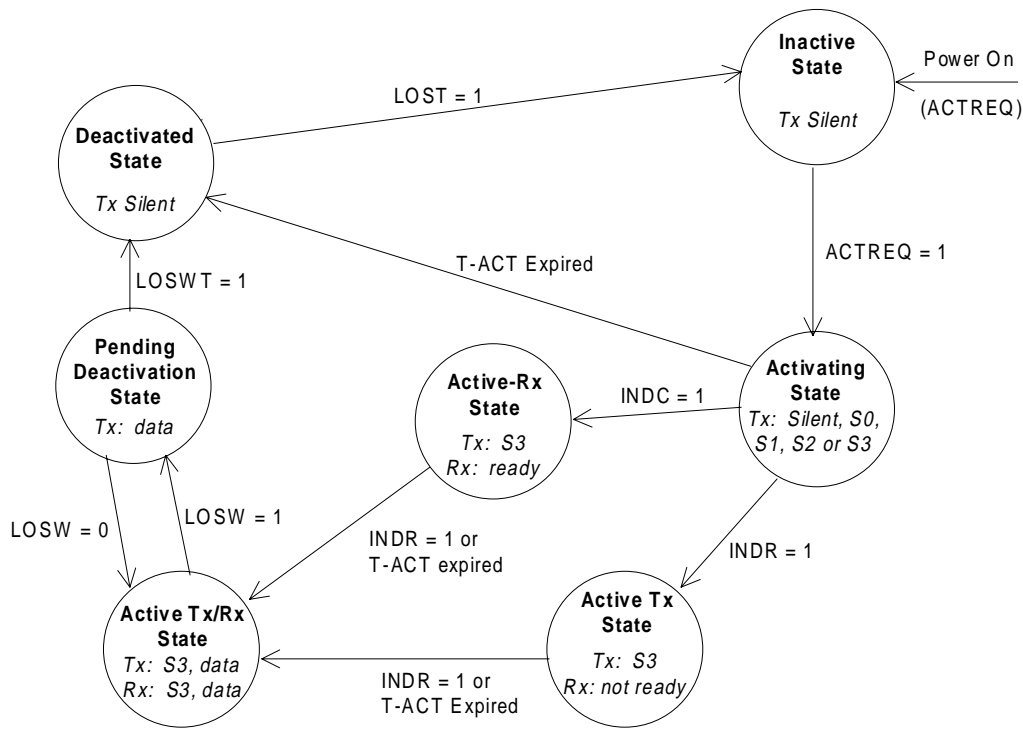 Inactive
State
Tx Silent
Power On
(ACTREQ)
LOST = 1
Deactivated
State
Tx Silent
T-ACT Expired
ACTREQ = 1
LOSWT = 1
Pending
Deactivation
State
Tx: data
Active-Rx
State
Tx: S3
Rx: ready
INDC = 1
Activating
State
Tx: Silent, S0,
S1, S2 or S3
LOSW = 0
LOSW = 1
INDR = 1 or
T-ACT expired
INDR = 1
Active Tx/Rx
State
Tx: S3, data
Rx: S3, data
Active Tx
State
Tx: S3
Rx: not ready
INDR = 1 or
T-ACT Expired